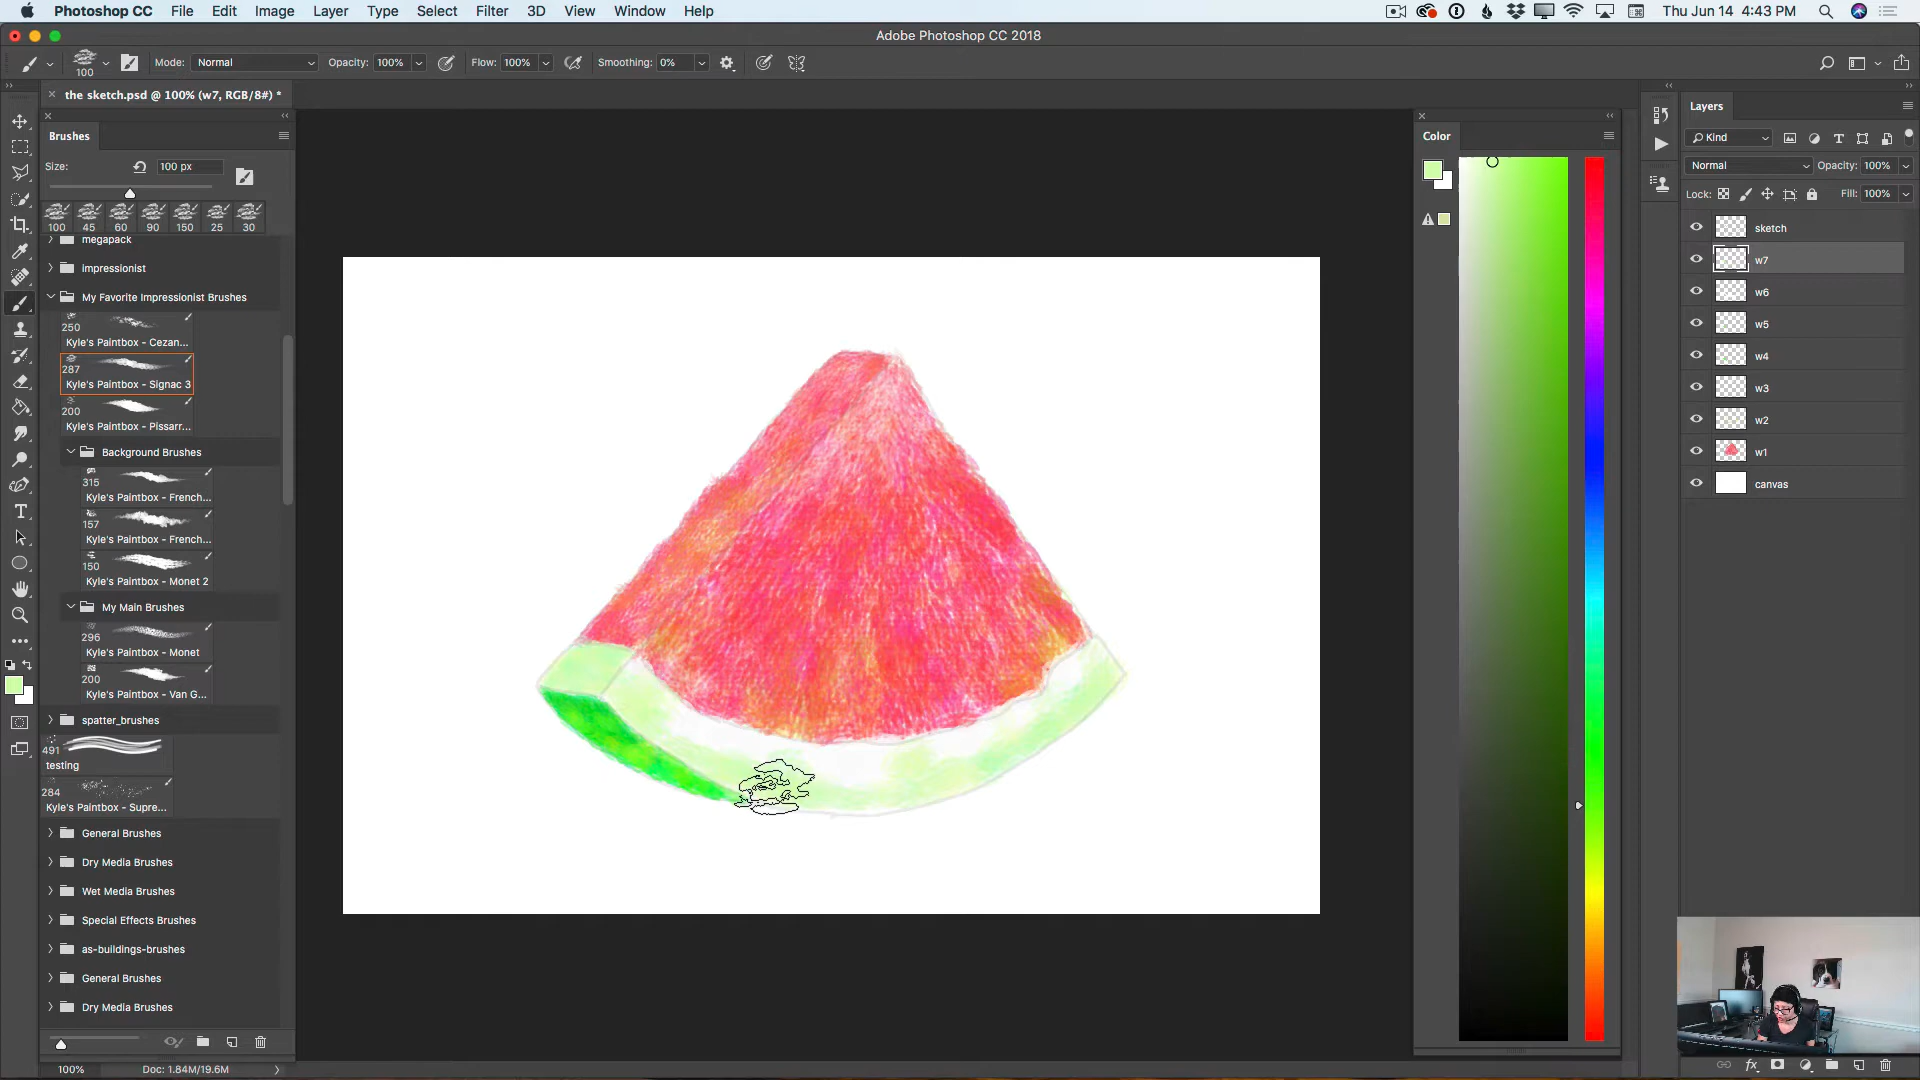 Photoshop CC File Edit Image Layer Type Select Filter 3D View Window Help Thu Jun 14 4:43 PM
Adobe Photoshop CC 2018
100 Mode: Normal Opacity: 100% Flow: 100% Smoothing: 0%
the sketch.psd @ 100% (w7, RGB/8#) *
Brushes
Size: 100 px
100 45 60 90 150 25 30
megapack
impressionist
My Favorite Impressionist Brushes
250
Kyle's Paintbox - Cezan...
287
Kyle's Paintbox - Signac 3
200
Kyle's Paintbox - Pissarr...
Background Brushes
315
Kyle's Paintbox - French...
157
Kyle's Paintbox - French...
150
Kyle's Paintbox - Monet 2
My Main Brushes
296
Kyle's Paintbox - Monet
200
Kyle's Paintbox - Van G...
spatter_brushes
491
testing
284
Kyle's Paintbox - Supre...
General Brushes
Dry Media Brushes
Wet Media Brushes
Special Effects Brushes
as-buildings-brushes
General Brushes
Dry Media Brushes
100% Doc: 1.84M/19.6M
Color
Layers
Kind
Normal Opacity: 100%
Lock: Fill: 100%
sketch
w7
w6
w5
w4
w3
w2
w1
canvas